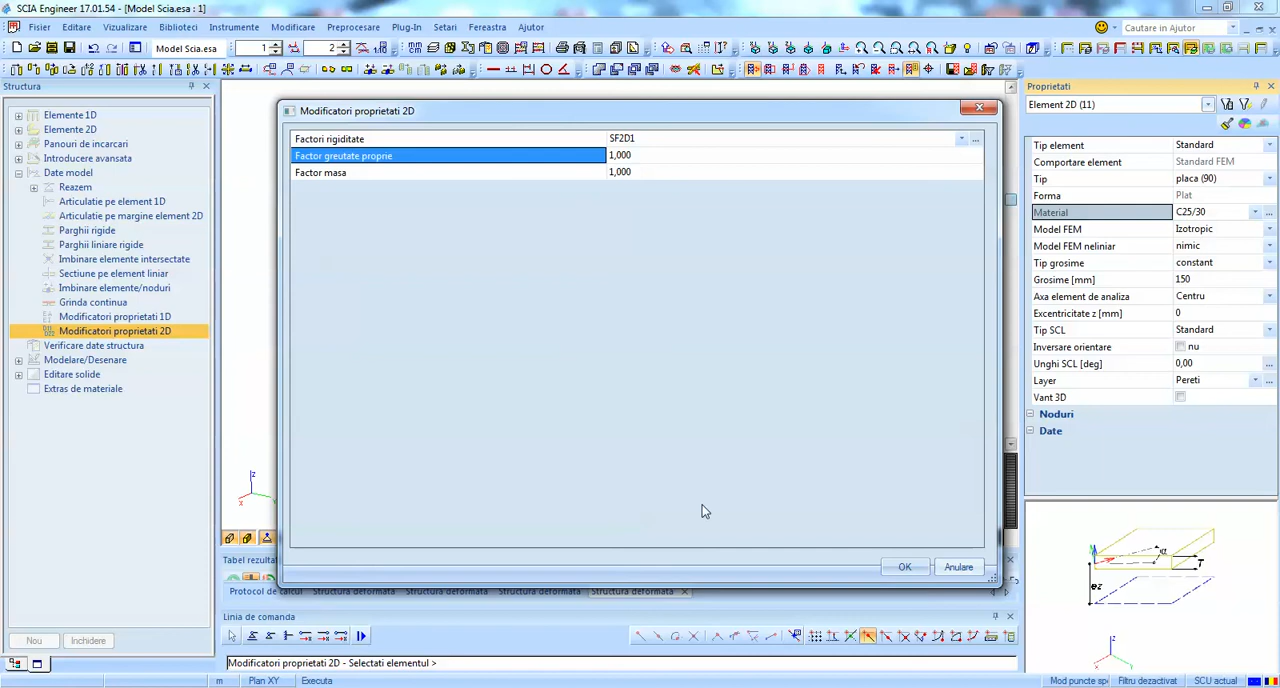 SCIA Engineer 17.01.54 - [Model Scia.esa : 1]
Fisier Editare Vizualizare Biblioteci Instrumente Modificare Preprocesare Plug-In Setari Fereastra Ajutor
Cautare in Ajutor
Model Scia.esa 1 2
Structura
Elemente 1D
Elemente 2D
Panouri de incarcari
Introducere avansata
Date model
Reazem
Articulatie pe element 1D
Articulatie pe margine element 2D
Parghii rigide
Parghii liniare rigide
Imbinare elemente intersectate
Sectiune pe element liniar
Imbinare elemente/noduri
Grinda continua
Modificatori proprietati 1D
Modificatori proprietati 2D
Verificare date structura
Modelare/Desenare
Editare solide
Extras de materiale
Nou Inchidere
Modificatori proprietati 2D
Factori rigiditate SF2D1
Factor greutate proprie 1,000
Factor masa 1,000
OK Anulare
z
x
Tabel rezulta
Protocol de calcul Structura deformata Structura deformata Structura deformata Structura deformata
Linia de comanda
Modificatori proprietati 2D - Selectati elementul >
Proprietati
Element 2D (11)
Tip element Standard
Comportare element Standard FEM
Tip placa (90)
Forma Plat
Material C25/30
Model FEM Izotropic
Model FEM neliniar nimic
Tip grosime constant
Grosime [mm] 150
Axa element de analiza Centru
Excentricitate z [mm] 0
Tip SCL Standard
Inversare orientare nu
Unghi SCL [deg] 0,00
Layer Pereti
Vant 3D
Noduri
Date
α
T
ez
z
x
m Plan XY Executa Mod puncte sp Filtru dezactivat SCU actual